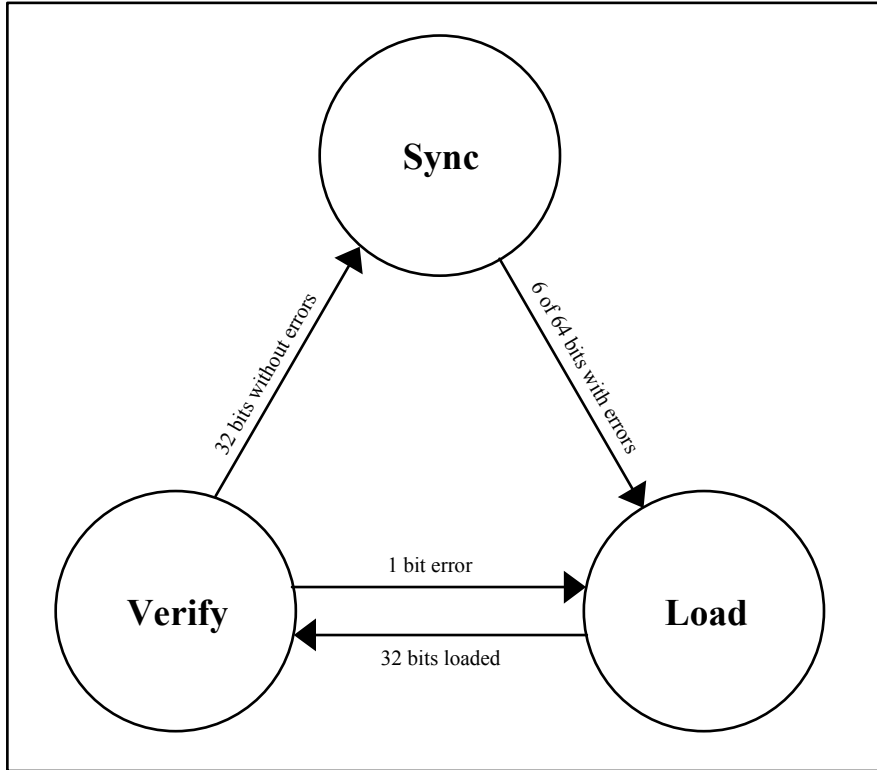 Sync
32 bits without errors
6 of 64 bits with errors
1 bit error
Verify
Load
32 bits loaded